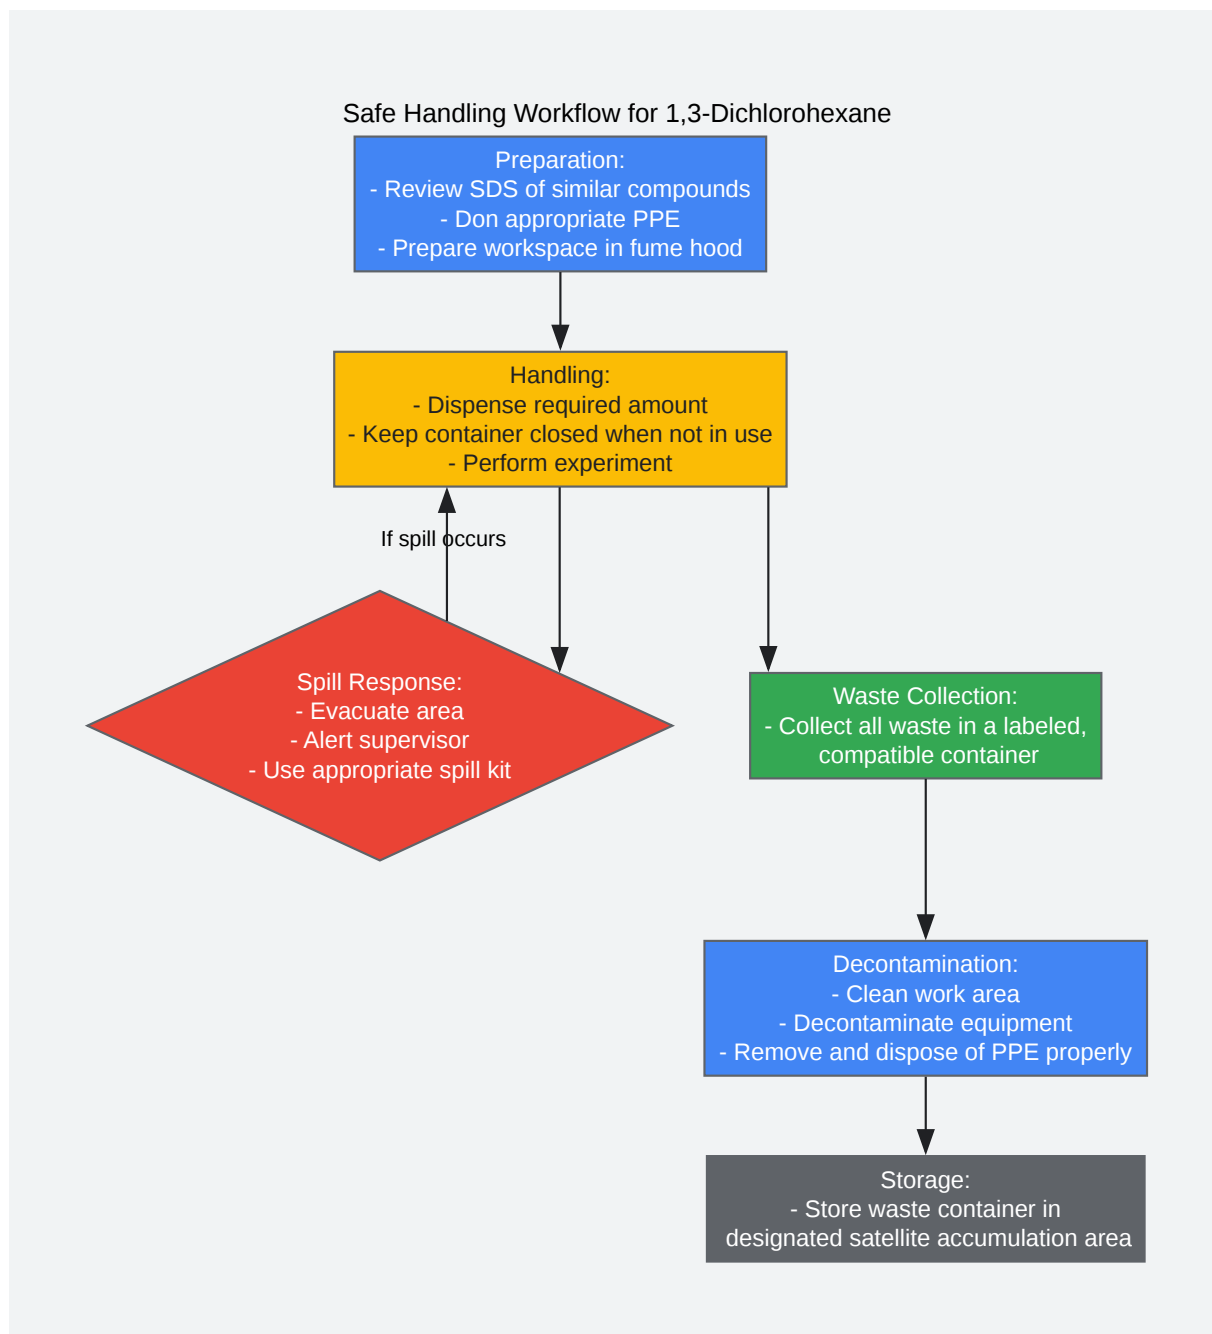 Safe Handling Workflow for 1,3-Dichlorohexane
Preparation:
- Review SDS of similar compounds
- Don appropriate PPE
- Prepare workspace in fume hood
Handling:
- Dispense required amount
- Keep container closed when not in use
- Perform experiment
If spill occurs
Spill Response:
- Evacuate area
- Alert supervisor
- Use appropriate spill kit
Waste Collection:
- Collect all waste in a labeled,
compatible container
Decontamination:
- Clean work area
- Decontaminate equipment
- Remove and dispose of PPE properly
Storage:
- Store waste container in
designated satellite accumulation area